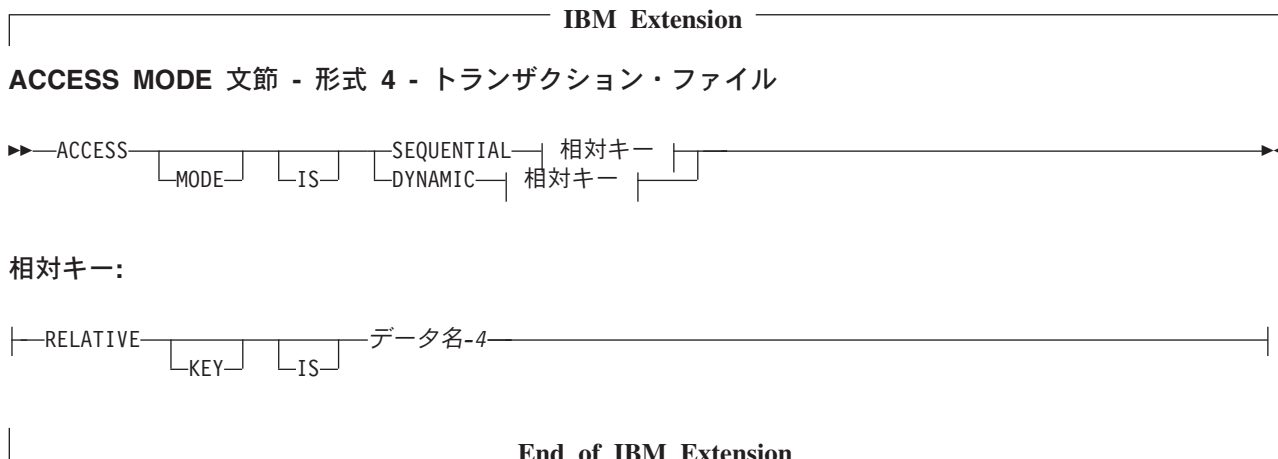 IBM Extension
ACCESS MODE 文節 - 形式 4 - トランザクション・ファイル
ACCESS MODE IS SEQUENTIAL 相対キー
DYNAMIC 相対キー
相対キー:
RELATIVE KEY IS データ名-4
End of IBM Extension